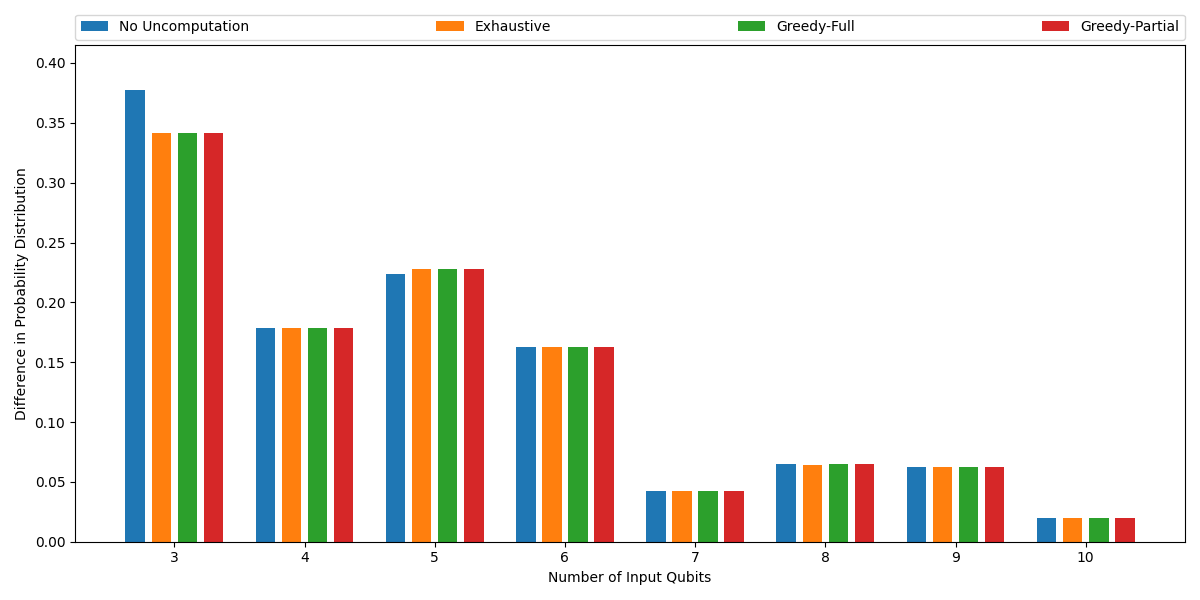 No Uncomputation Exhaustive Greedy-Full Greedy-Partial
Difference in Probability Distribution
0.40
0.35
0.30
0.25
0.20
0.15
0.10
0.05
0.00
3 4 5 6 7 8 9 10
Number of Input Qubits